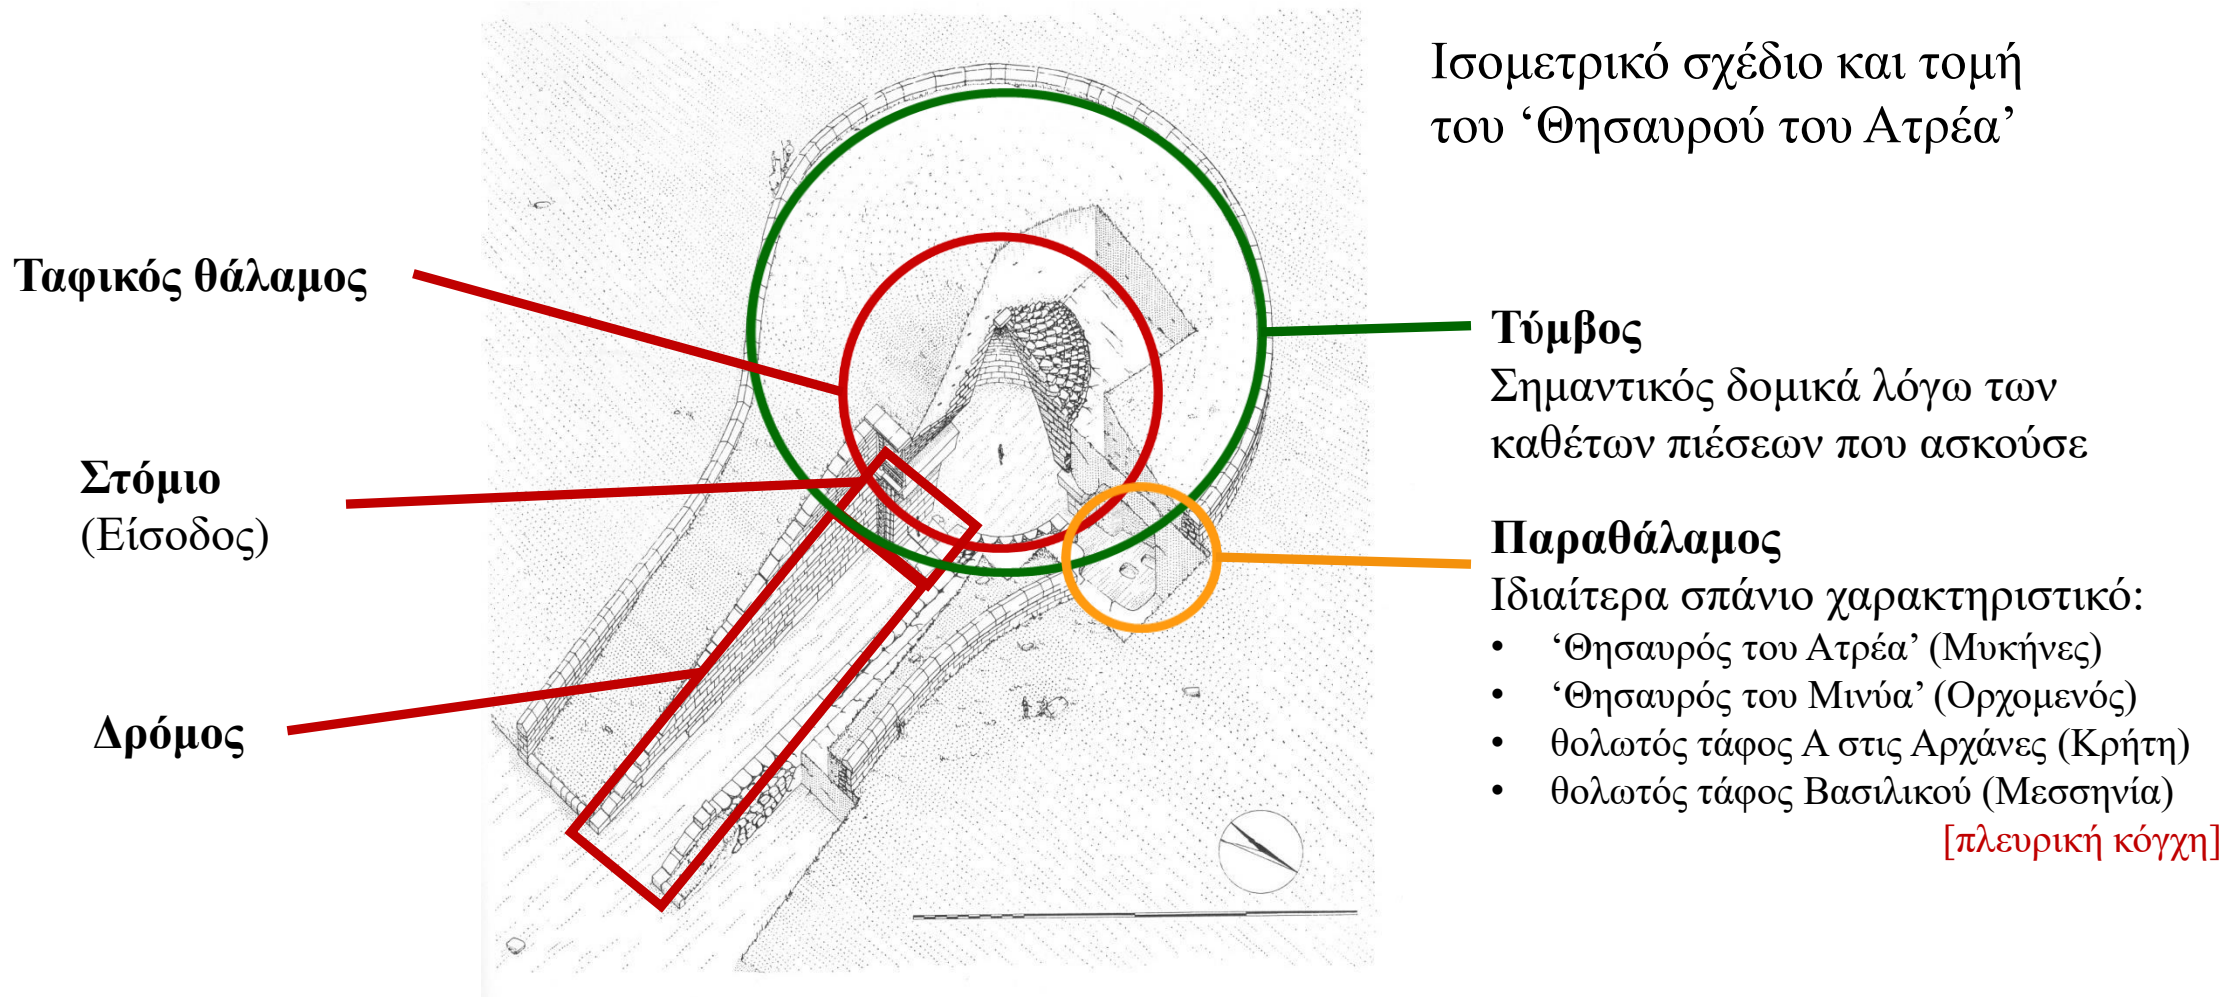 Ισομετρικό σχέδιο και τομή
του ‘Θησαυρού του Ατρέα’
Ταφικός θάλαμος
Στόμιο
(Είσοδος)
Δρόμος
Τύμβος
Σημαντικός δομικά λόγω των
καθέτων πιέσεων που ασκούσε
Παραθάλαμος
Ιδιαίτερα σπάνιο χαρακτηριστικό:
• ‘Θησαυρός του Ατρέα’ (Μυκήνες)
• ‘Θησαυρός του Μινύα’ (Ορχομενός)
• θολωτός τάφος Α στις Αρχάνες (Κρήτη)
• θολωτός τάφος Βασιλικού (Μεσσηνία)
[πλευρική κόγχη]